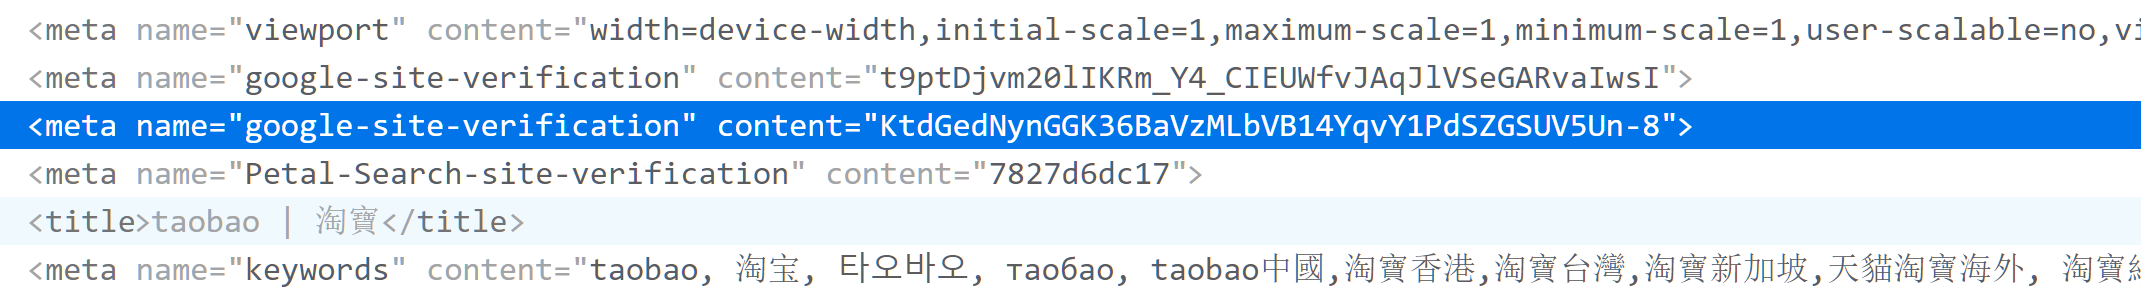 <meta name="viewport" content="width=device-width,initial-scale=1,maximum-scale=1,minimum-scale=1,user-scalable=no,vi
<meta name="google-site-verification" content="t9ptDjvm20lIKRm_Y4_CIEUWfvJAqJlVSeGARvaIwsI">
<meta name="google-site-verification" content="KtdGedNynGGK36BaVzMLbVB14YqvY1PdSZGSUV5Un-8">
<meta name="Petal-Search-site-verification" content="7827d6dc17">
<title>taobao | 淘寶</title>
<meta name="keywords" content="taobao, 淘宝, 타오바오, таобао, taobao中國,淘寶香港,淘寶台灣,淘寶新加坡,天貓淘寶海外, 淘寶